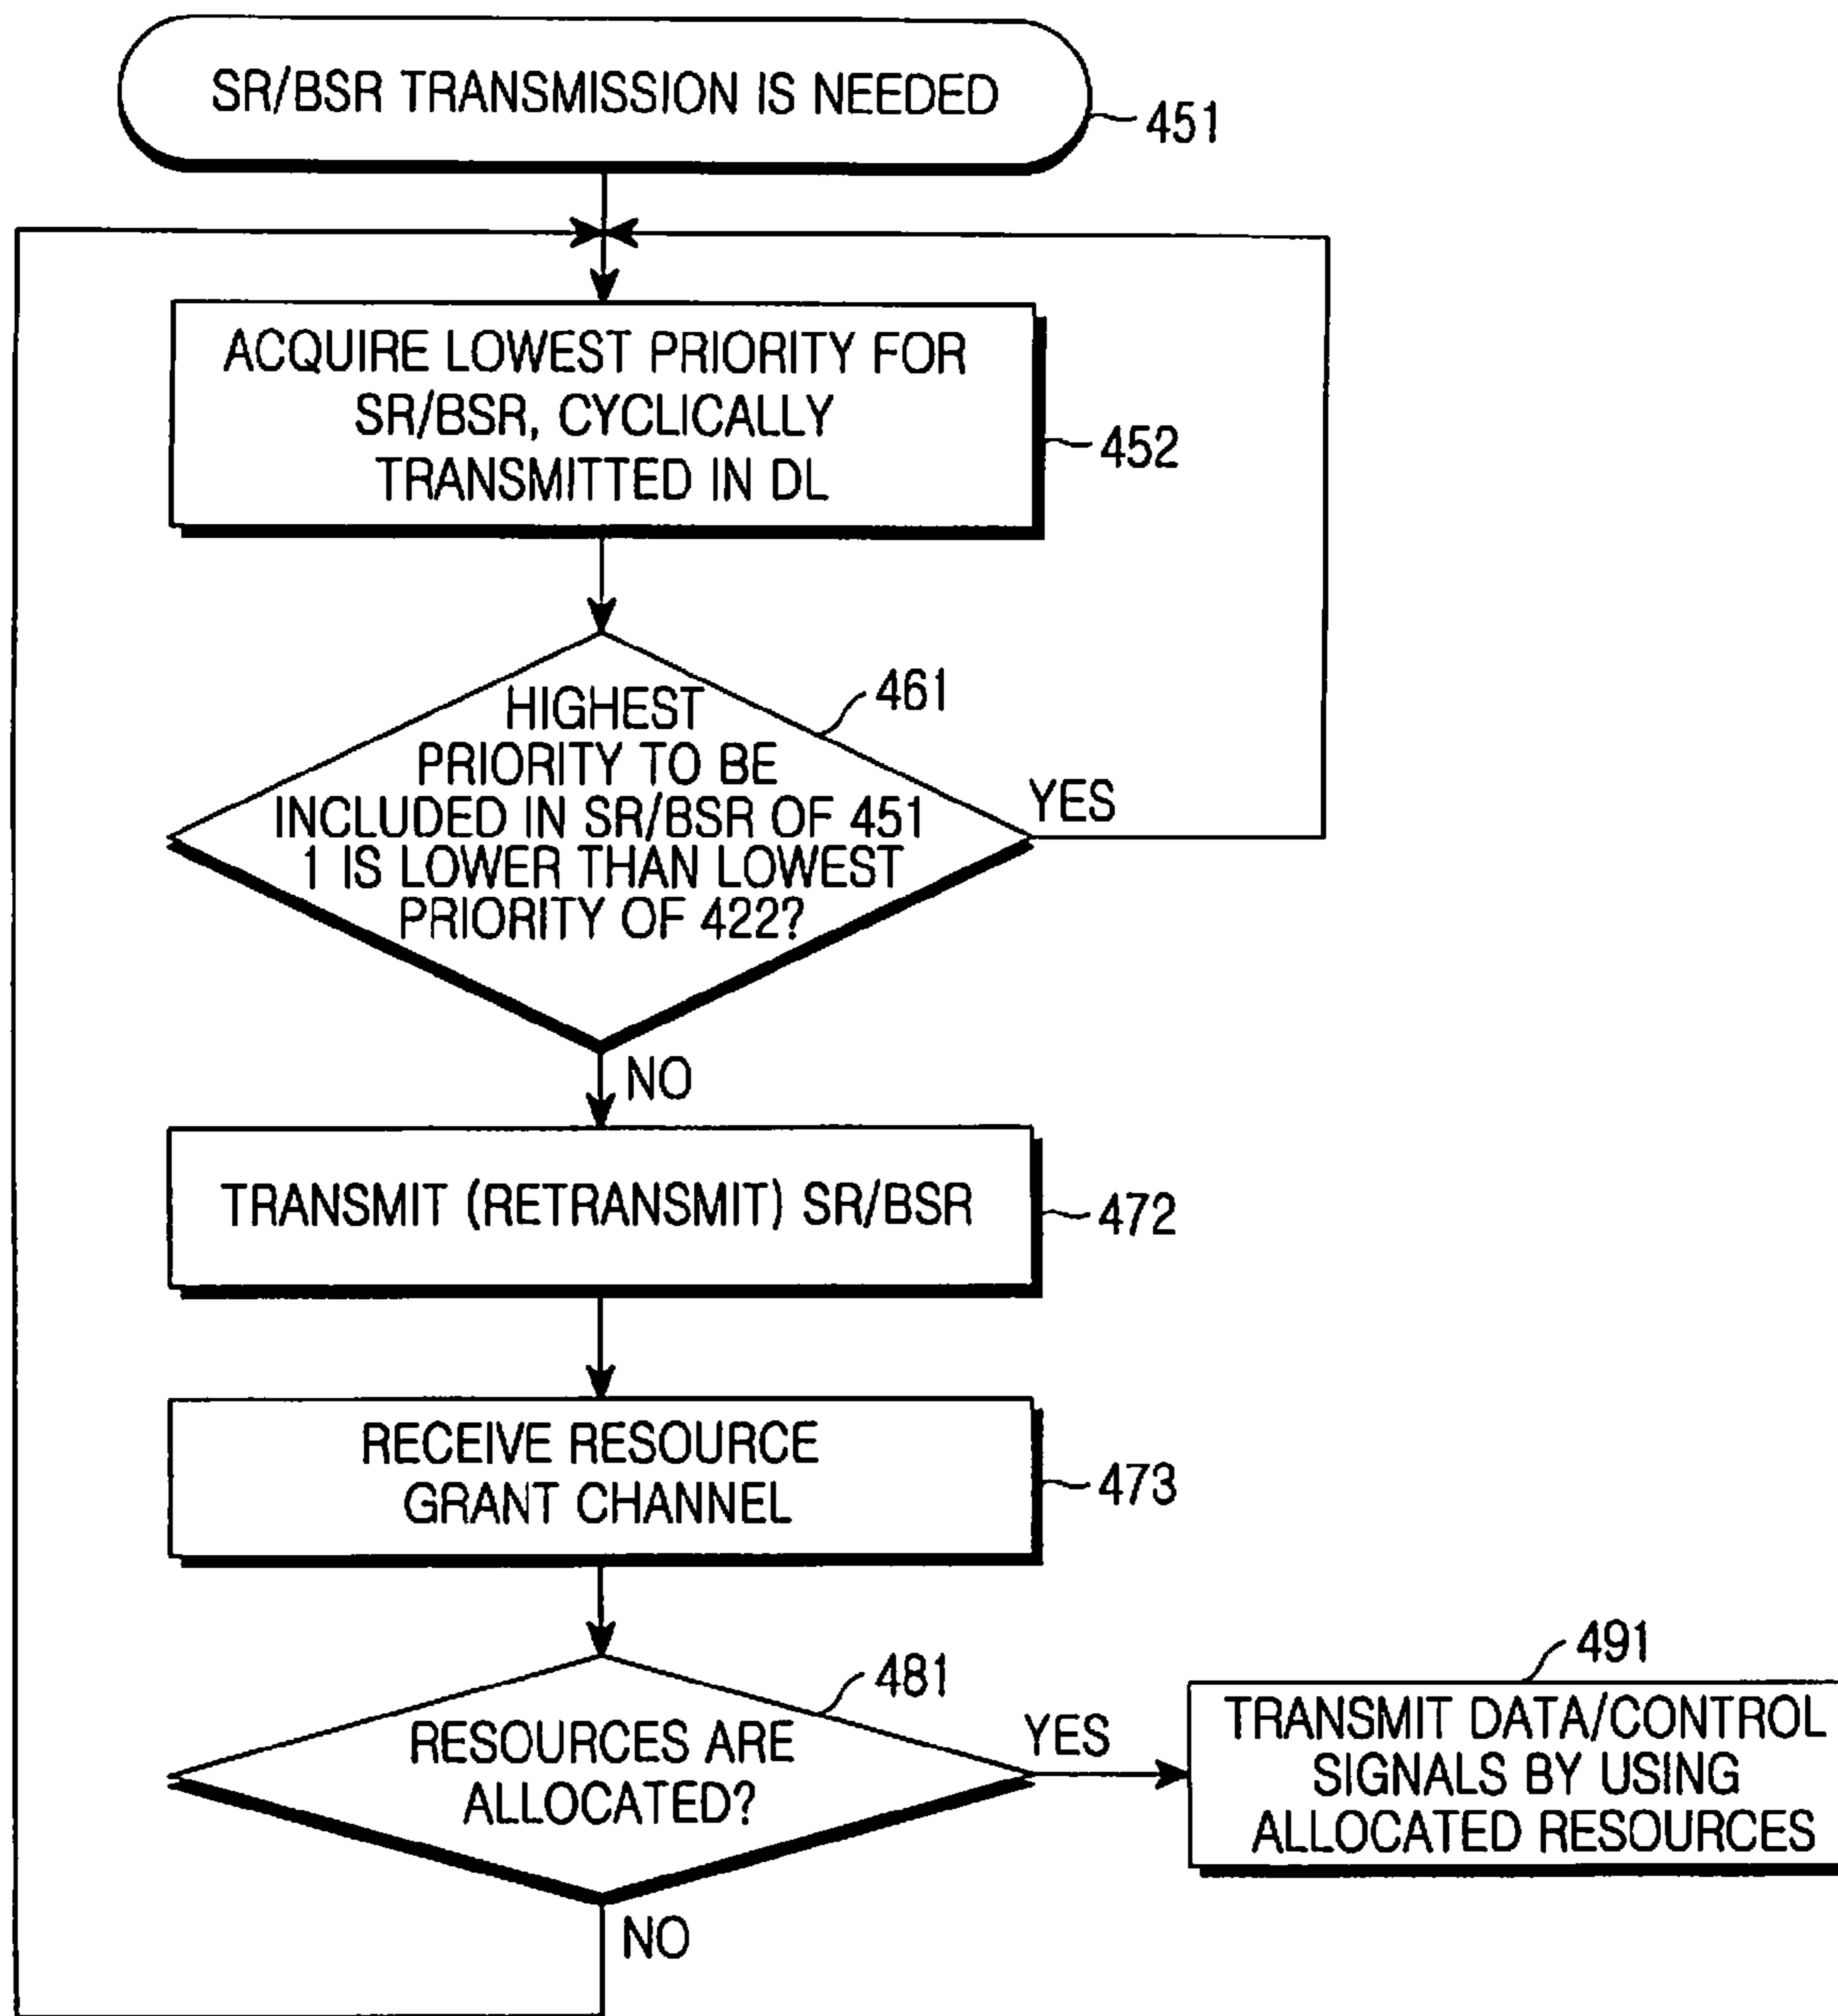 SR/BSR TRANSMISSION IS NEEDED
451
ACQUIRE LOWEST PRIORITY FOR
SR/BSR, CYCLICALLY
TRANSMITTED IN DL
452
461
HIGHEST
PRIORITY TO BE
INCLUDED IN SR/BSR OF 451
1 IS LOWER THAN LOWEST
PRIORITY OF 422?
YES
NO
TRANSMIT (RETRANSMIT) SR/BSR
472
RECEIVE RESOURCE
GRANT CHANNEL
473
481
RESOURCES ARE
ALLOCATED?
YES
491
TRANSMIT DATA/CONTROL
SIGNALS BY USING
ALLOCATED RESOURCES
NO